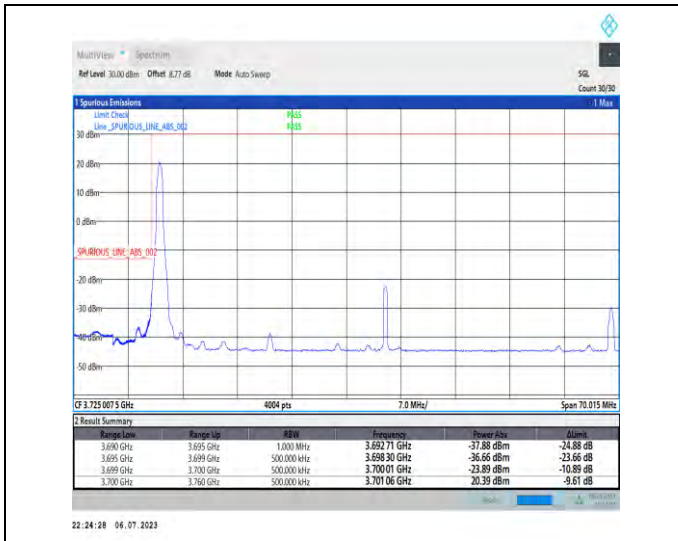 MultiView Spectrum
Ref Level 30.00 dBm Offset 8.77 dB Mode Auto Sweep SGL
Count 30/30
1 Spurious Emissions 1 Max
Limit Check PASS
Line _SPURIOUS_LINE_ABS_002 PASS
30 dBm
20 dBm
10 dBm
0 dBm
_SPURIOUS_LINE_ABS_002
-20 dBm
-30 dBm
-40 dBm
-50 dBm
CF 3.725 007 5 GHz 4004 pts 7.0 MHz/ Span 70.015 MHz
2 Result Summary
Range Low Range Up RBW Frequency Power Abs ΔLimit
3.690 GHz 3.695 GHz 1.000 MHz 3.692 71 GHz -37.88 dBm -24.88 dB
3.695 GHz 3.699 GHz 500.000 kHz 3.698 30 GHz -36.66 dBm -23.66 dB
3.699 GHz 3.700 GHz 500.000 kHz 3.700 01 GHz -23.89 dBm -10.89 dB
3.700 GHz 3.760 GHz 500.000 kHz 3.701 06 GHz 20.39 dBm -9.61 dB
22:24:28 06.07.2023